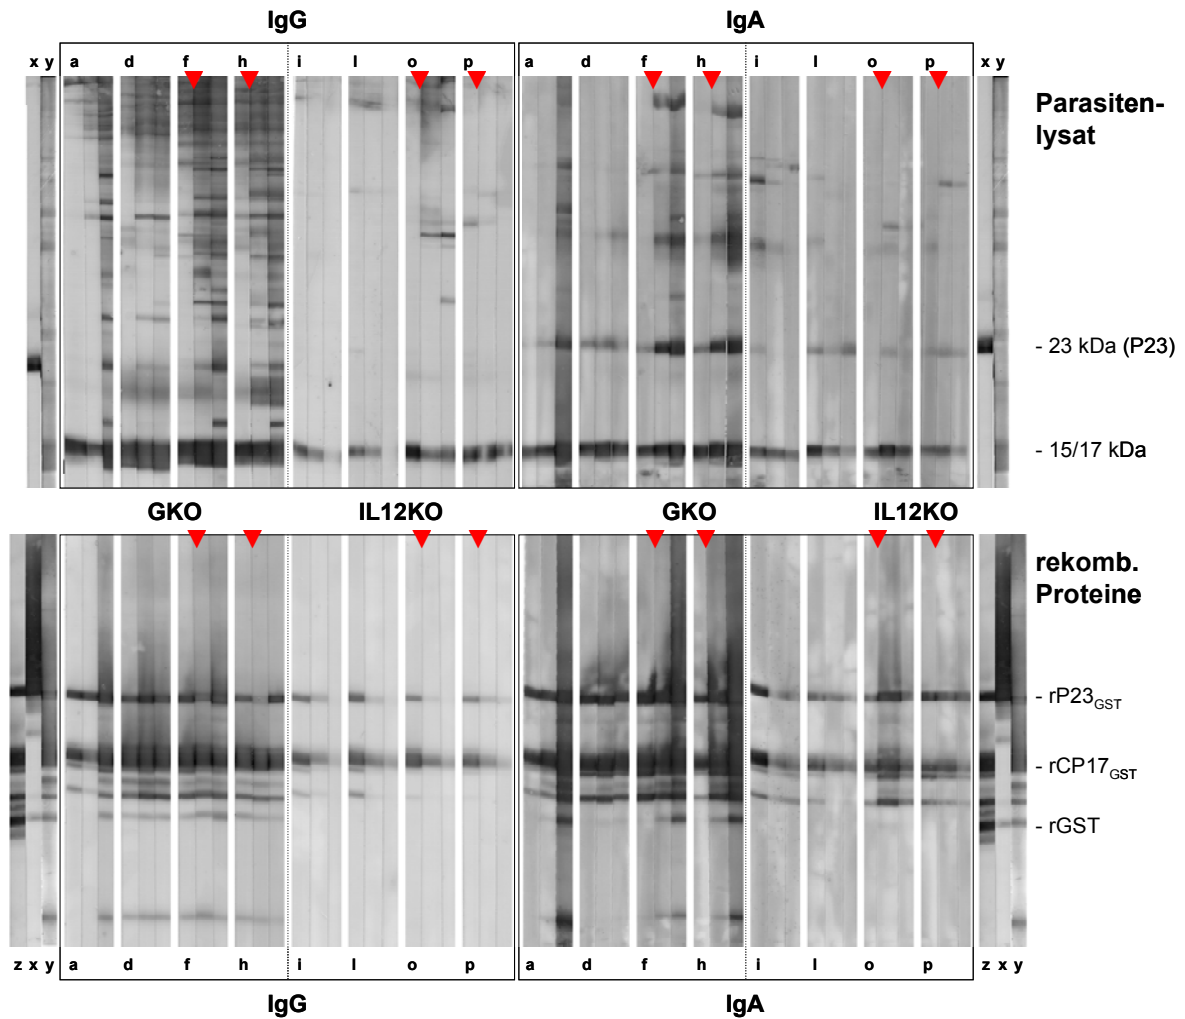 IgG IgA
x y a d f h i l o p a d f h i l o p x y
Parasiten-
lysat
- 23 kDa (P23)
- 15/17 kDa
GKO IL12KO GKO IL12KO
rekomb.
Proteine
- rP23GST
- rCP17GST
- rGST
z x y a d f h i l o p a d f h i l o p z x y
IgG IgA